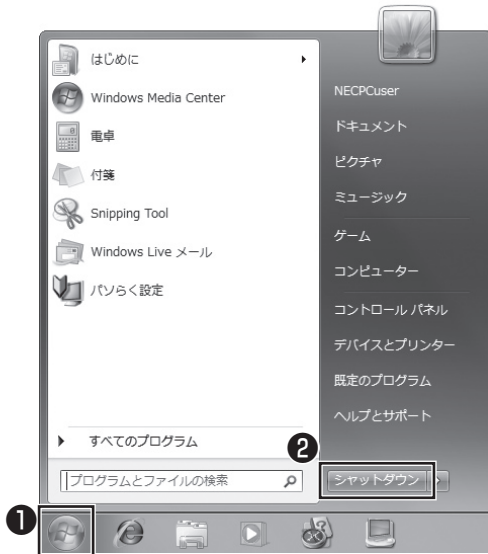 はじめに
Windows Media Center
電卓
付箋
Snipping Tool
Windows Live メール
パソらく設定
すべてのプログラム
プログラムとファイルの検索
NECPCuser
ドキュメント
ピクチャ
ミュージック
ゲーム
コンピューター
コントロール パネル
デバイスとプリンター
既定のプログラム
ヘルプとサポート
❷
シャットダウン
❶